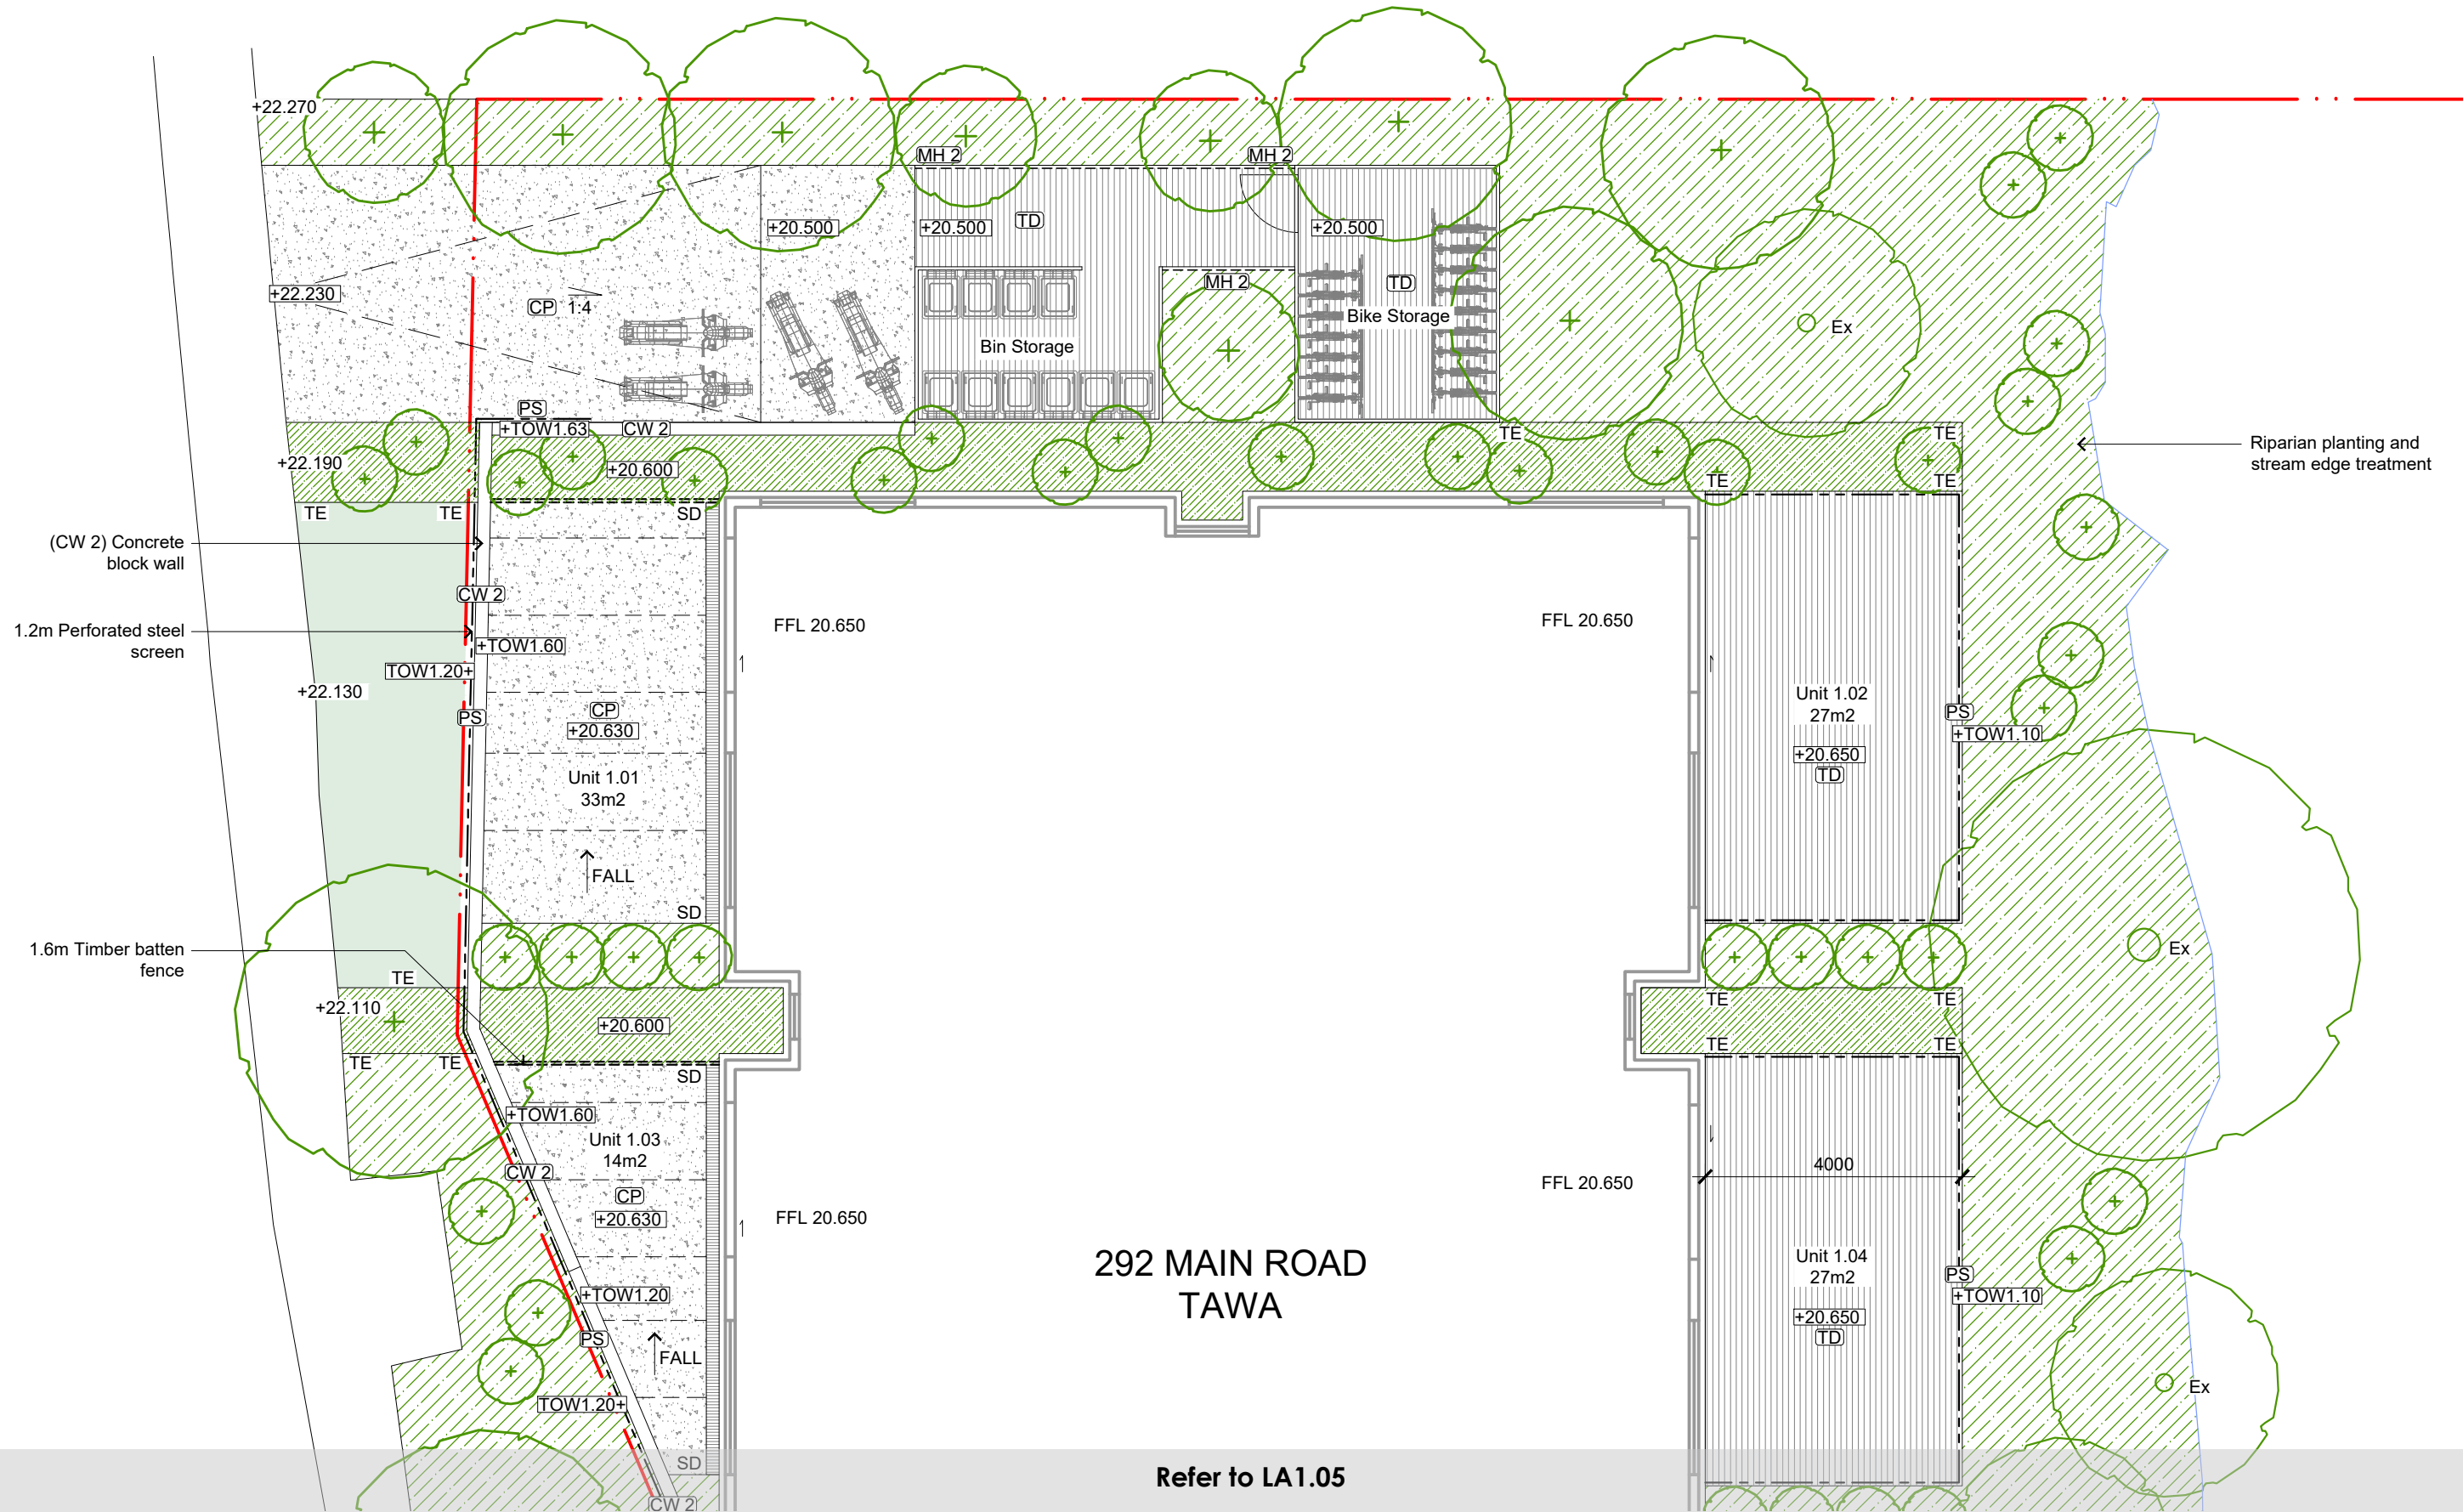 +22.270
MH 2
MH 2
+20.500
+20.500
TD
+20.500
+22.230
CP 1:4
MH 2
TD
Bike Storage
Ex
Bin Storage
PS
+TOW1.63
CW 2
TE
TE
Riparian planting and
stream edge treatment
+22.190
+20.600
TE
TE
TE
TE
SD
(CW 2) Concrete
block wall
CW 2
1.2m Perforated steel
screen
+TOW1.60
TOW1.20+
+22.130
PS
FFL 20.650
FFL 20.650
CP
+20.630
Unit 1.01
33m2
Unit 1.02
27m2
PS
+TOW1.10
+20.650
TD
FALL
SD
1.6m Timber batten
fence
TE
Ex
+22.110
+20.600
TE
TE
TE
TE
SD
TE
TE
+TOW1.60
Unit 1.03
14m2
CW 2
CP
+20.630
FFL 20.650
FFL 20.650
4000
292 MAIN ROAD
TAWA
Unit 1.04
27m2
PS
+TOW1.10
+20.650
TD
+TOW1.20
PS
FALL
TOW1.20+
Ex
SD
CW 2
Refer to LA1.05